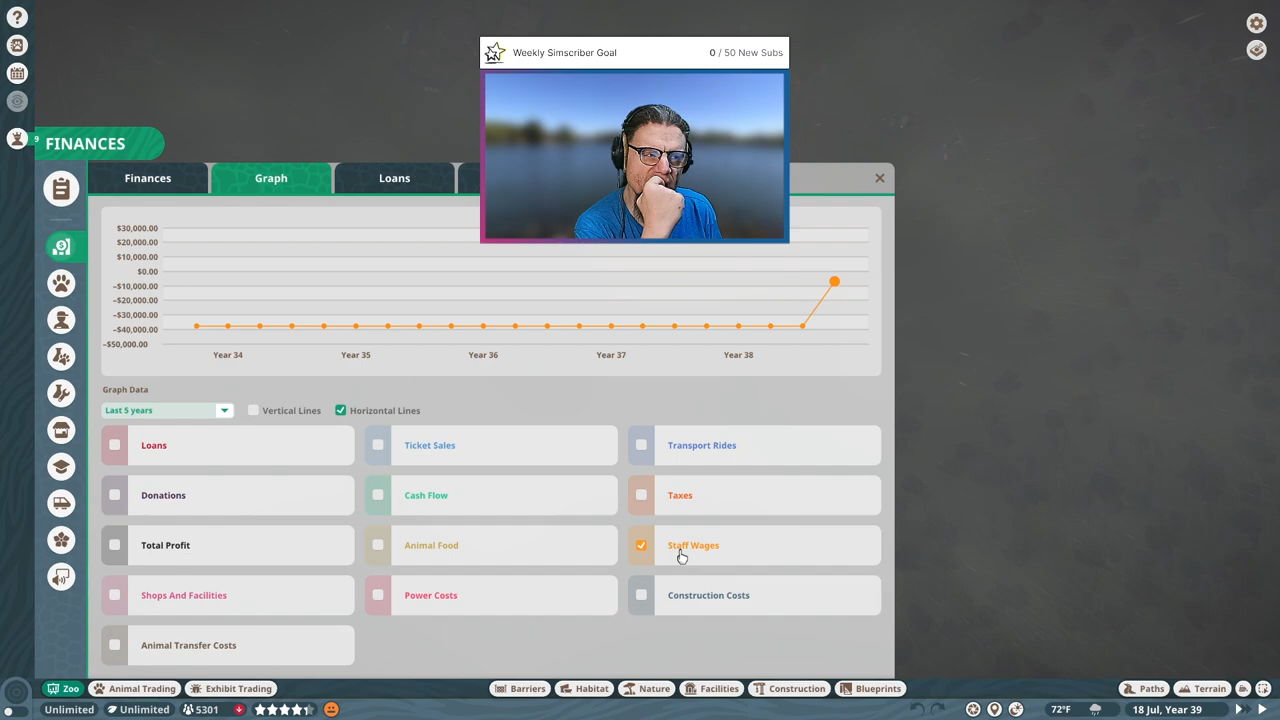 Weekly Simscriber Goal 0 / 50 New Subs
9
FINANCES
Finances Graph Loans
$30,000.00
$20,000.00
$10,000.00
$0.00
-$10,000.00
-$20,000.00
-$30,000.00
-$40,000.00
-$50,000.00
Year 34 Year 35 Year 36 Year 37 Year 38
Graph Data
Last 5 years Vertical Lines Horizontal Lines
Loans Ticket Sales Transport Rides
Donations Cash Flow Taxes
Total Profit Animal Food Staff Wages
Shops And Facilities Power Costs Construction Costs
Animal Transfer Costs
Zoo Animal Trading Exhibit Trading Barriers Habitat Nature Facilities Construction Blueprints Paths Terrain
Unlimited Unlimited 5301 72°F 18 Jul, Year 39